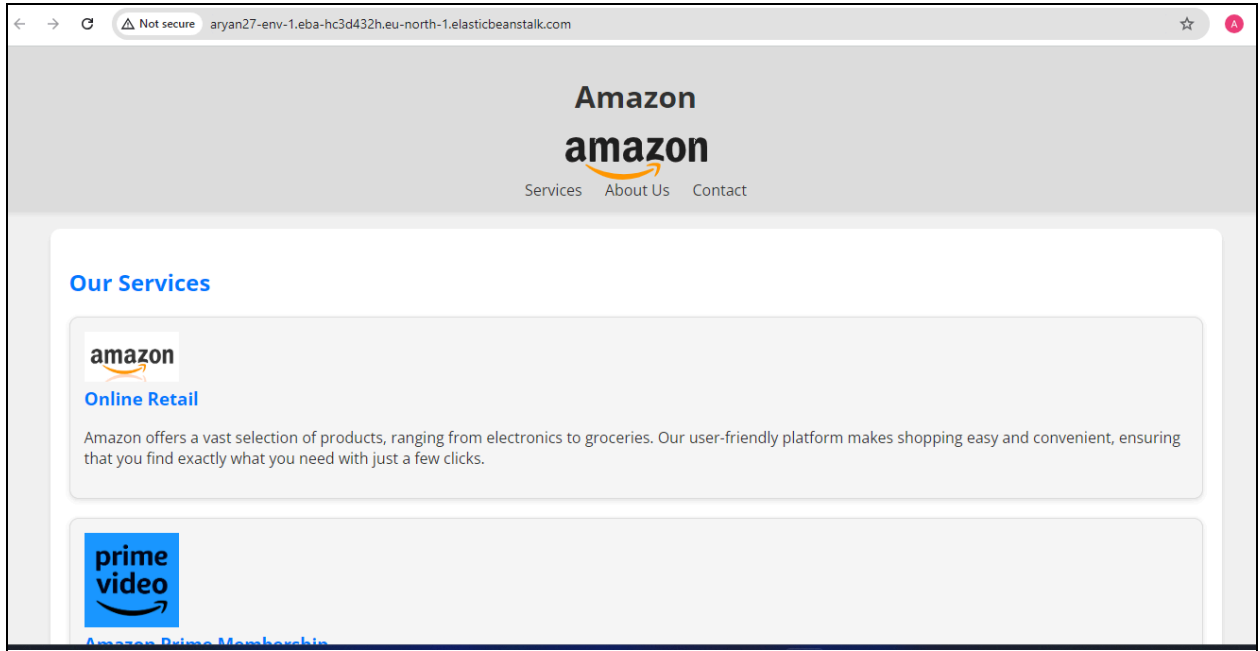 Not secure aryan27-env-1.eba-hc3d432h.eu-north-1.elasticbeanstalk.com
A
Amazon
amazon
Services About Us Contact
Our Services
amazon
Online Retail
Amazon offers a vast selection of products, ranging from electronics to groceries. Our user-friendly platform makes shopping easy and convenient, ensuring
that you find exactly what you need with just a few clicks.
prime
video
Amazon Prime Membership